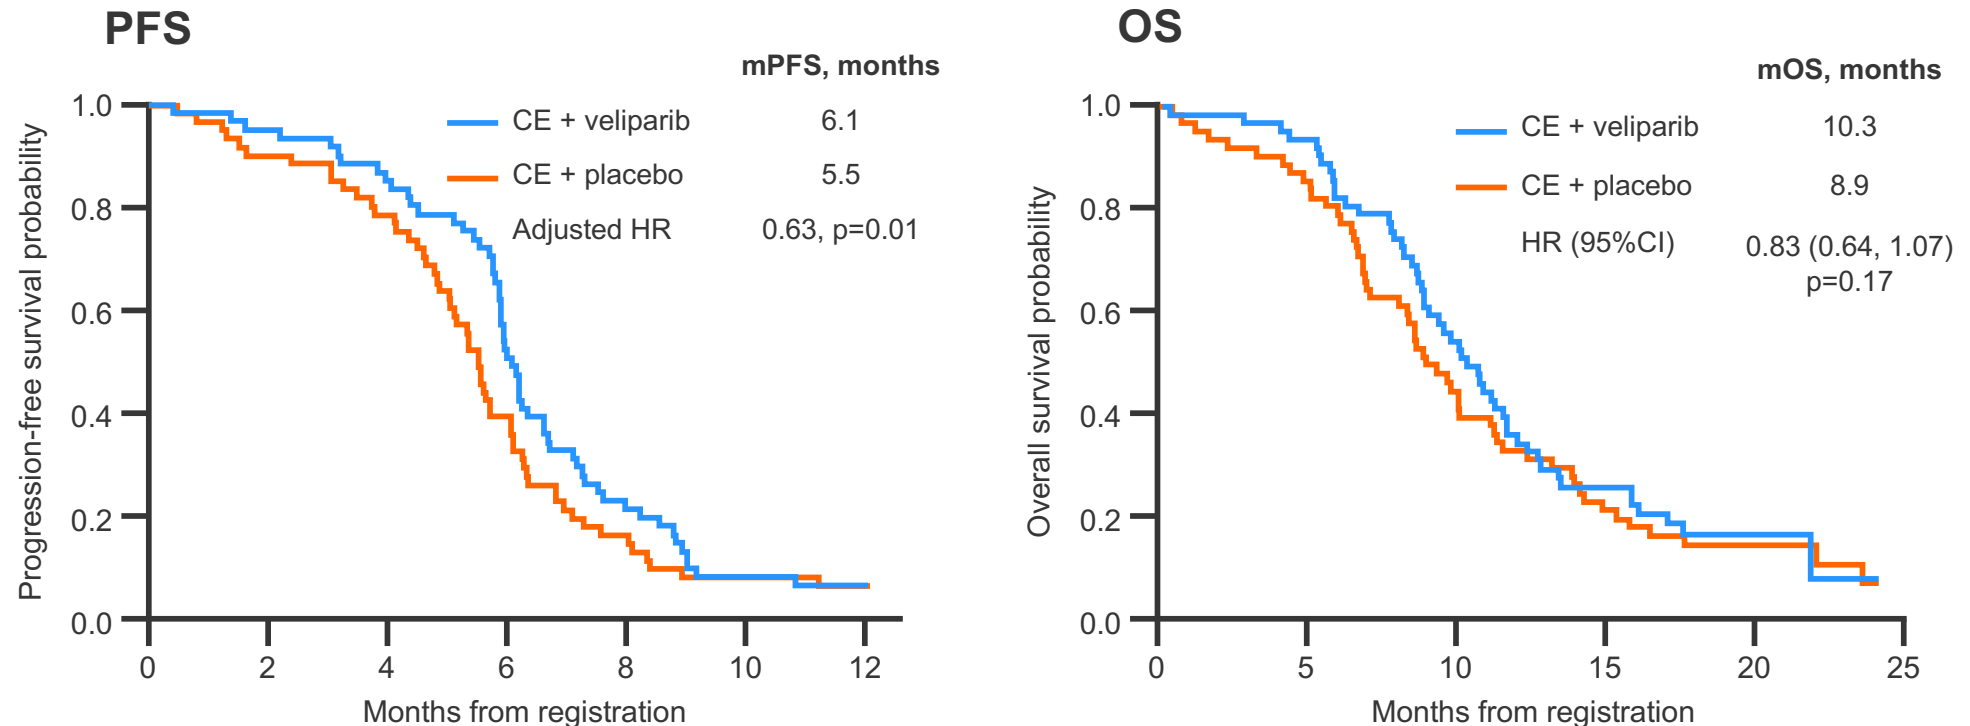 PFS
mPFS, months
CE + veliparib 6.1
CE + placebo 5.5
Adjusted HR 0.63, p=0.01
Progression-free survival probability
1.0
0.8
0.6
0.4
0.2
0.0
0 2 4 6 8 10 12
Months from registration
OS
mOS, months
CE + veliparib 10.3
CE + placebo 8.9
HR (95%CI) 0.83 (0.64, 1.07)
p=0.17
Overall survival probability
1.0
0.8
0.6
0.4
0.2
0.0
0 5 10 15 20 25
Months from registration